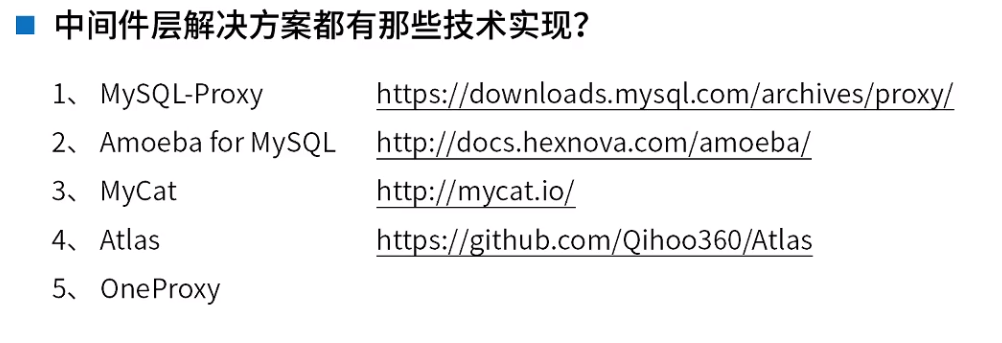 中间件层解决方案都有那些技术实现？
1、 MySQL-Proxy https://downloads.mysql.com/archives/proxy/
2、 Amoeba for MySQL http://docs.hexnova.com/amoeba/
3、 MyCat http://mycat.io/
4、 Atlas https://github.com/Qihoo360/Atlas
5、 OneProxy